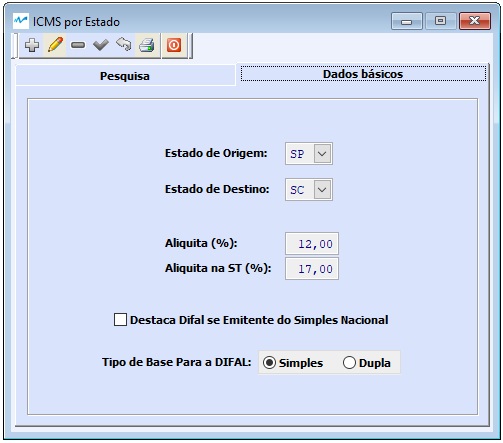 ICMS por Estado
Pesquisa
Dados básicos
Estado de Origem: SP
Estado de Destino: SC
Aliquita (%): 12,00
Aliquita na ST (%): 17,00
Destaca Difal se Emitente do Simples Nacional
Tipo de Base Para a DIFAL: Simples Dupla